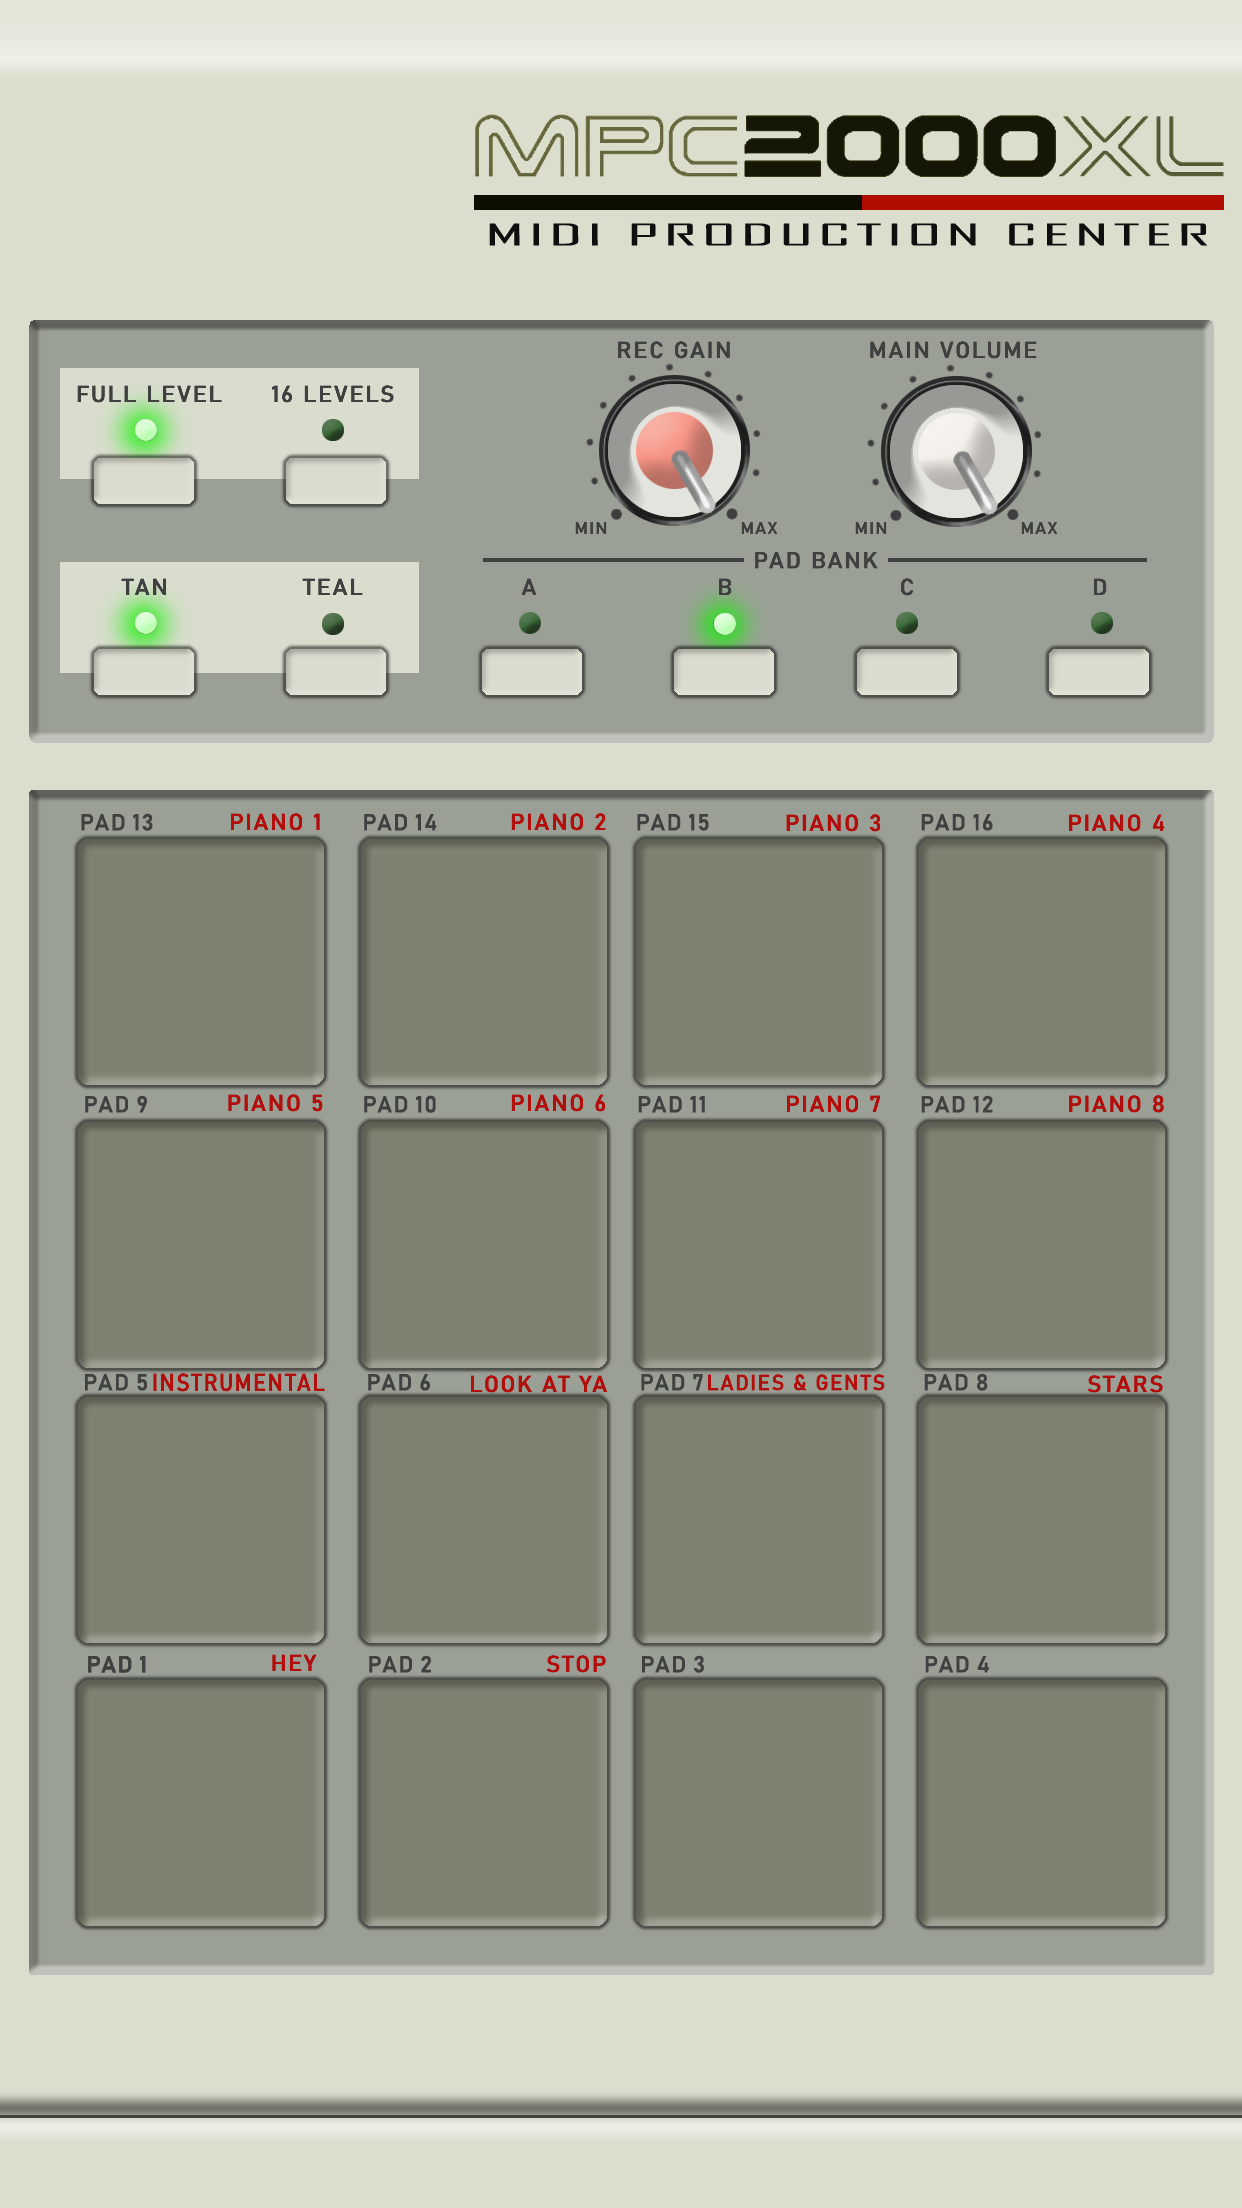 MPC2000XL
MIDI PRODUCTION CENTER
REC GAIN MAIN VOLUME
FULL LEVEL 16 LEVELS
MIN MAX MIN MAX
PAD BANK
TAN TEAL A B C D
PAD 13 PIANO 1 PAD 14 PIANO 2 PAD 15 PIANO 3 PAD 16 PIANO 4
PAD 9 PIANO 5 PAD 10 PIANO 6 PAD 11 PIANO 7 PAD 12 PIANO 8
PAD 5 INSTRUMENTAL PAD 6 LOOK AT YA PAD 7 LADIES & GENTS PAD 8 STARS
PAD 1 HEY PAD 2 STOP PAD 3 PAD 4